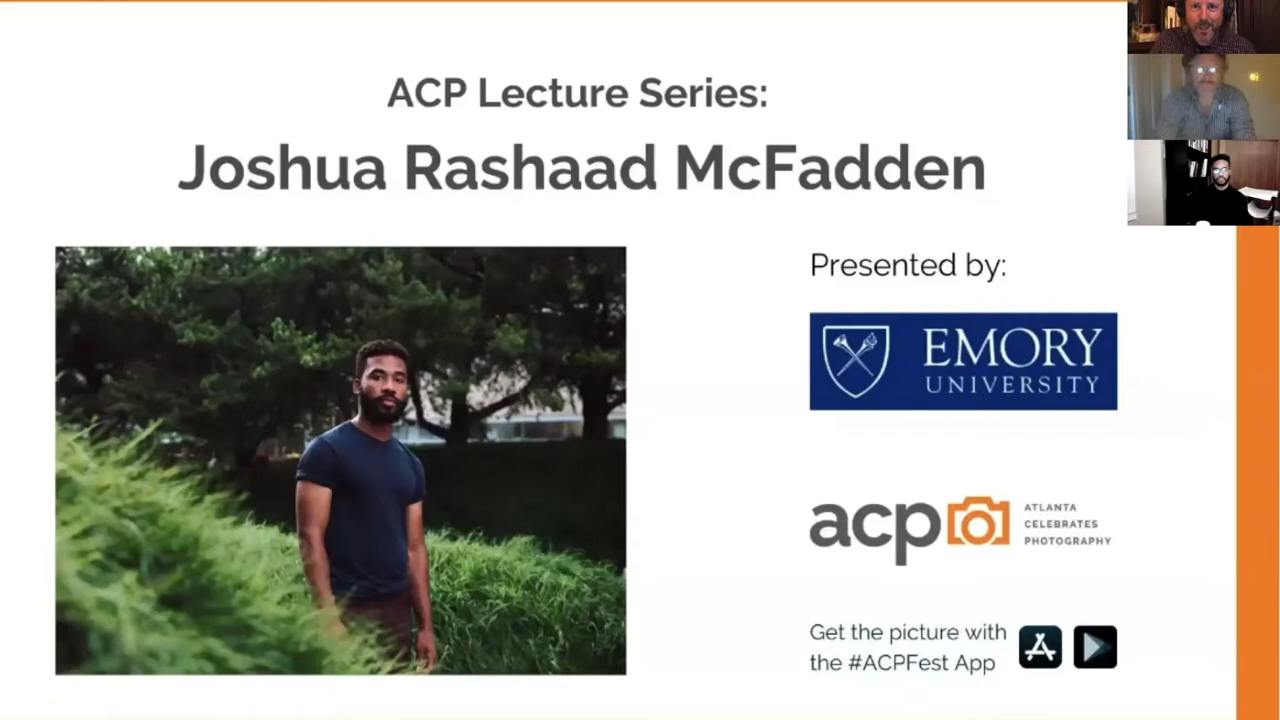 ACP Lecture Series:
Joshua Rashaad McFadden
Presented by:
EMORY
UNIVERSITY
acp
ATLANTA
CELEBRATES
PHOTOGRAPHY
Get the picture with
the #ACPFest App